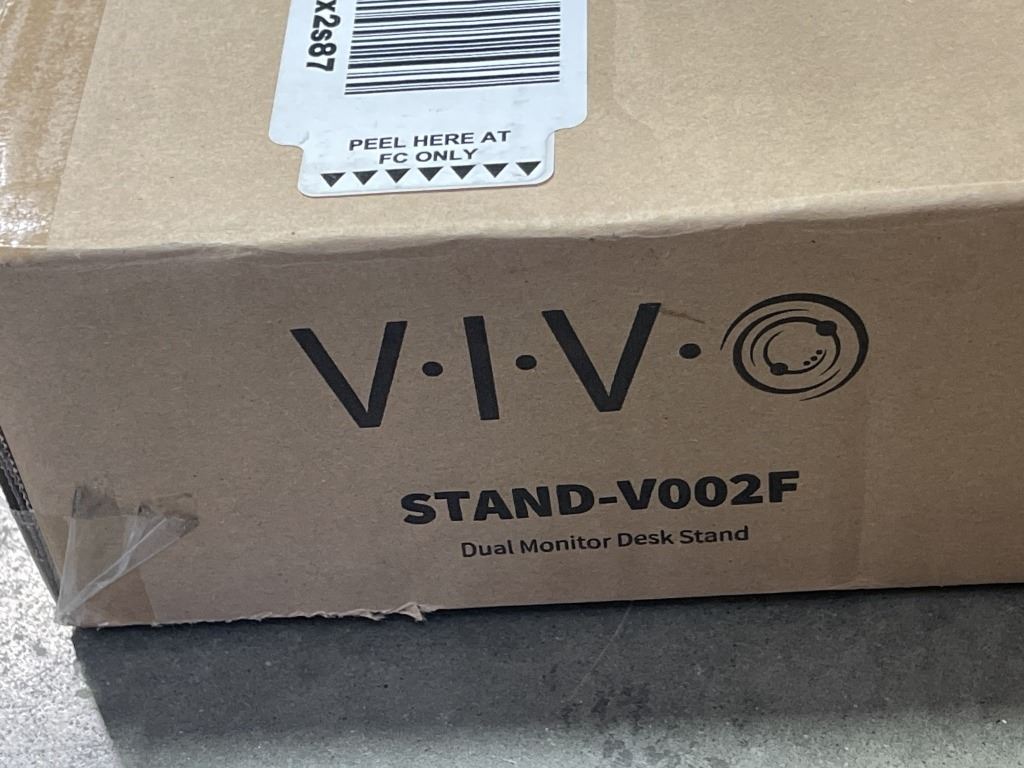 x2s87
PEEL HERE AT
FC ONLY
V·I·V·O
STAND-V002F
Dual Monitor Desk Stand